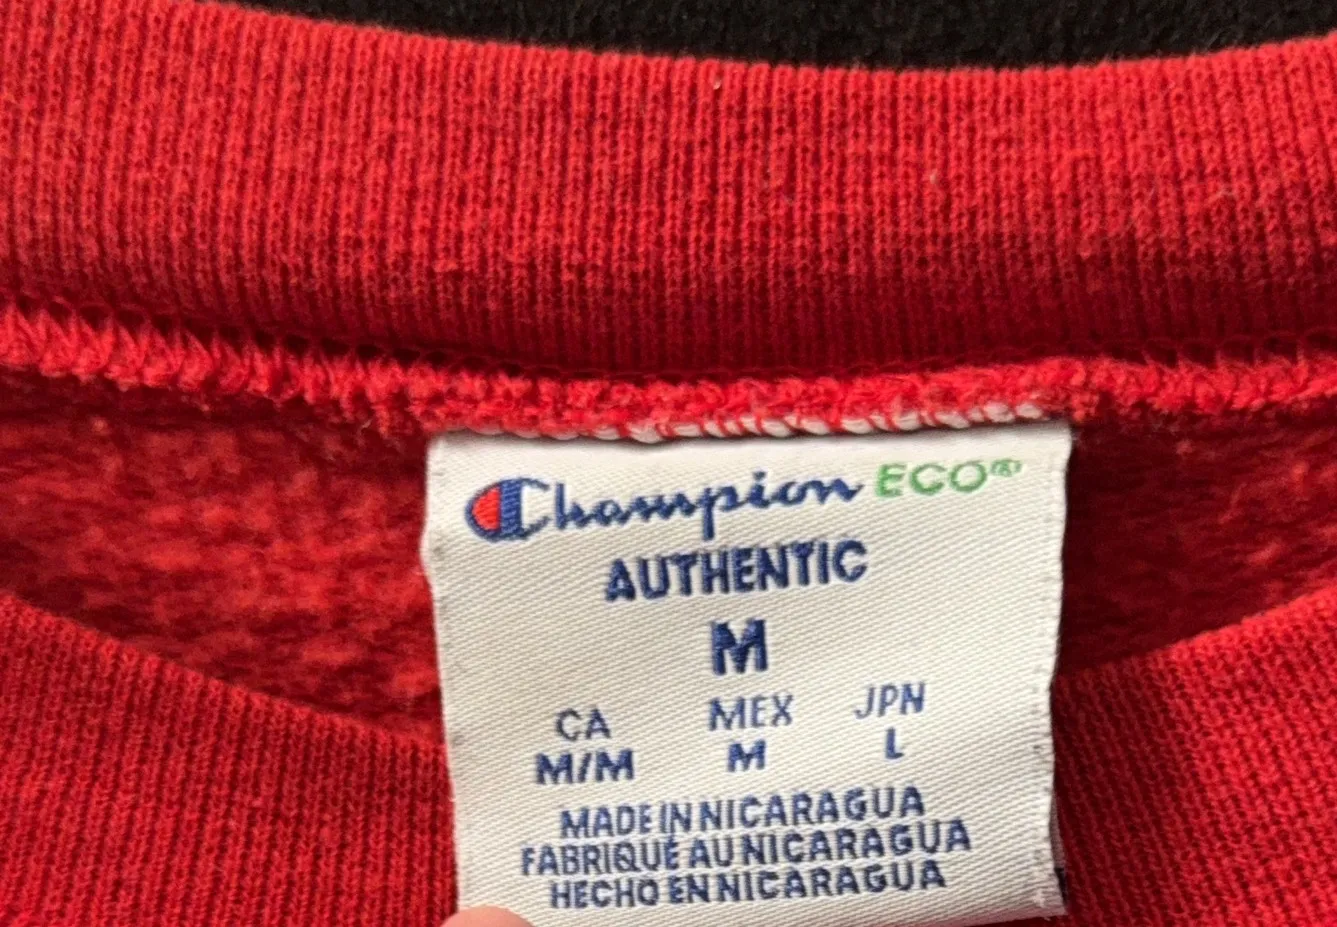 Champion ECO®
AUTHENTIC
M
CA MEX JPN
M/M M L
MADE IN NICARAGUA
FABRIQUÉ AU NICARAGUA
HECHO EN NICARAGUA